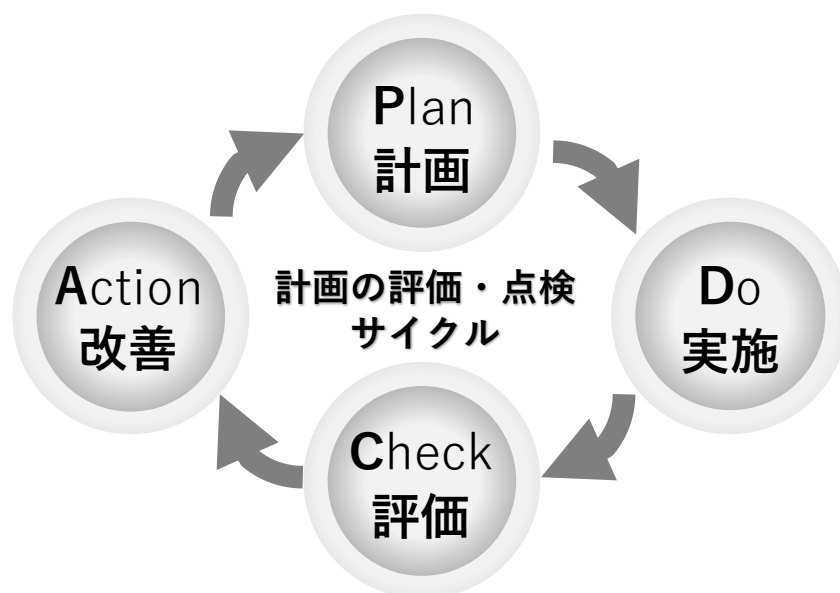 Plan
計画
Do
実施
Check
評価
Action
改善
計画の評価・点検
サイクル